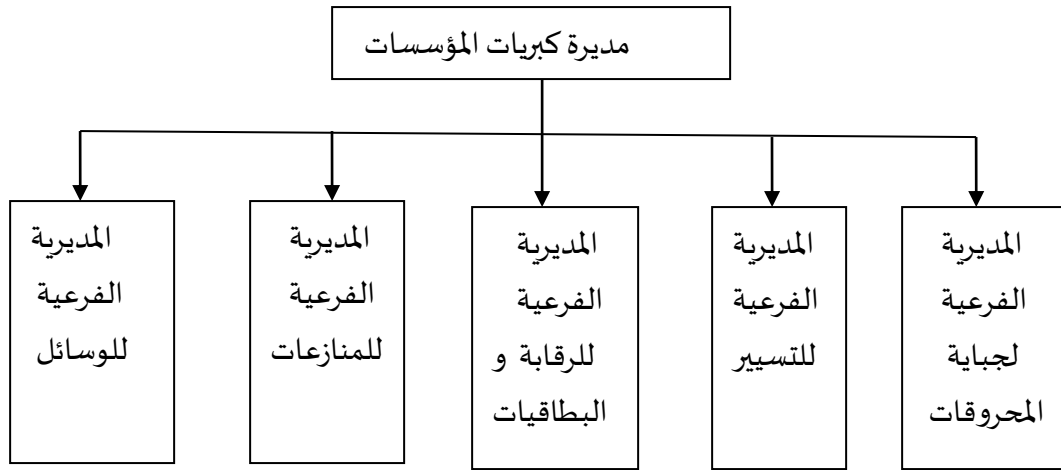 مديرة كبريات المؤسسات
المديرية
الفرعية
لجباية
المحروقات
المديرية
الفرعية
للتسيير
المديرية
الفرعية
للرقابة و
البطاقيات
المديرية
الفرعية
للمنازعات
المديرية
الفرعية
للوسائل